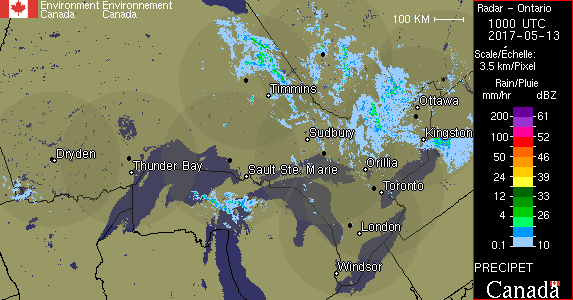 Environment Environnement
Canada Canada
100 KM
Timmins
Ottawa
Sudbury
Kingston
Dryden
Thunder Bay
Sault Ste. Marie
Orillia
Toronto
London
Windsor
Radar - Ontario
1000 UTC
2017-05-13
Scale/Échelle:
3.5 km/Pixel
Rain/Pluie
mm/hr dBZ
200 61
100 52
50 46
24 39
12 33
4 26
0.1 10
PRECIPET
Canada